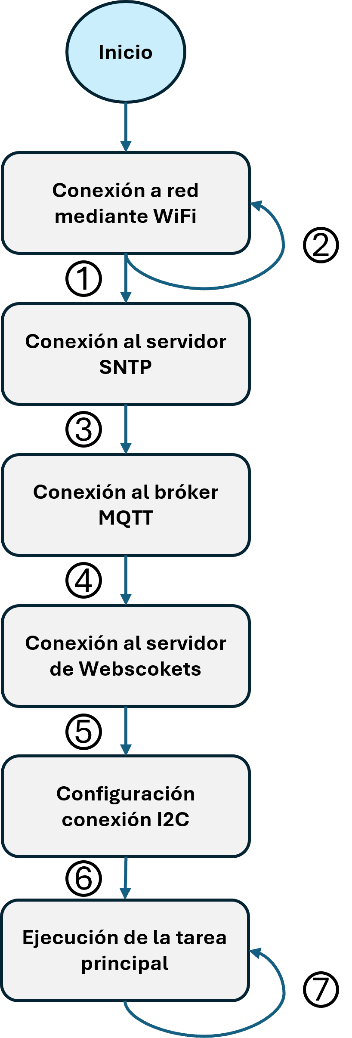 Inicio
Conexión a red
mediante WiFi
②
①
Conexión al servidor
SNTP
③
Conexión al bróker
MQTT
④
Conexión al servidor
de Webscokets
⑤
Configuración
conexión I2C
⑥
Ejecución de la tarea
principal
⑦